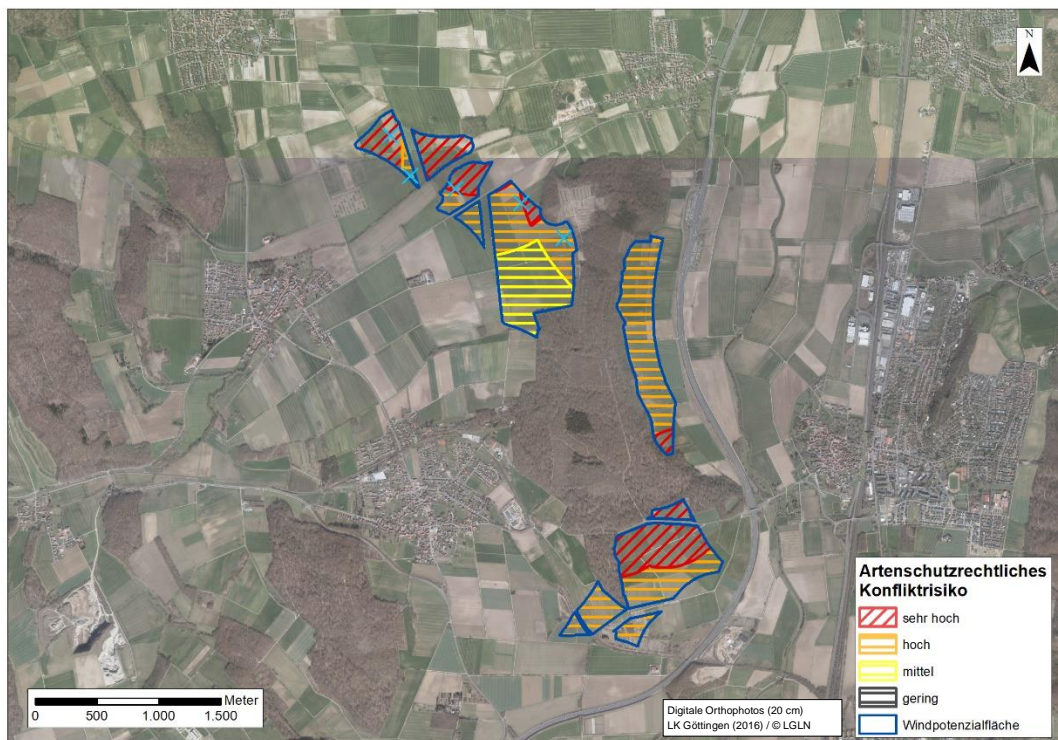 N
Artenschutzrechtliches
Konfliktrisiko
sehr hoch
hoch
mittel
gering
Windpotenzialfläche
Meter
0 500 1.000 1.500
Digitale Orthophotos (20 cm)
LK Göttingen (2016) / © LGLN